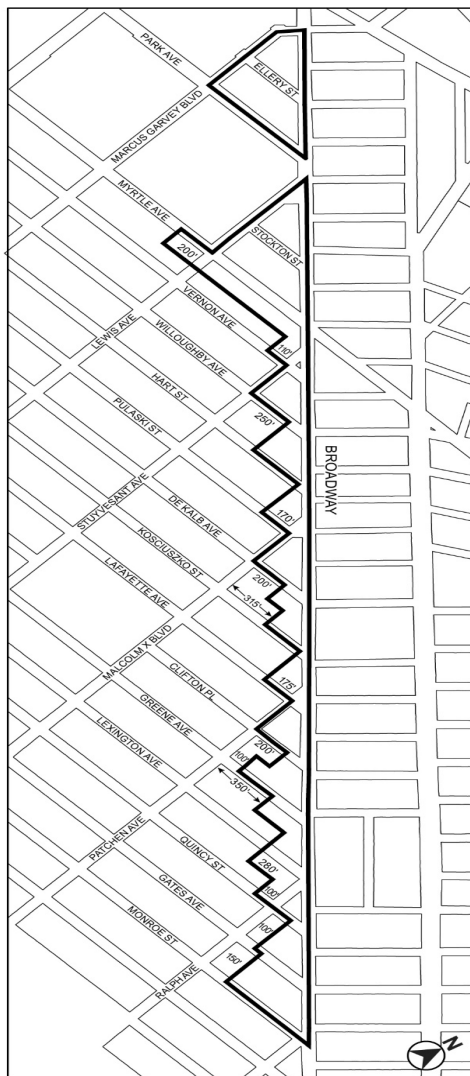 PARK AVE
ELLERY ST
MARCUS GARVEY BLVD
MYRTLE AVE
STOCKTON ST
200'
VERNON AVE
LEWIS AVE
WILLOUGHBY AVE
110'
HART ST
PULASKI ST
250'
BROADWAY
STUYVESANT AVE
DE KALB AVE
170'
KOSCIUSZKO ST
LAFAYETTE AVE
200'
315'
MALCOLM X BLVD
CLIFTON PL
175'
GREENE AVE
LEXINGTON AVE
200'
100'
350'
PATCHEN AVE
QUINCY ST
280'
GATES AVE
100'
MONROE ST
100'
150'
RALPH AVE
N